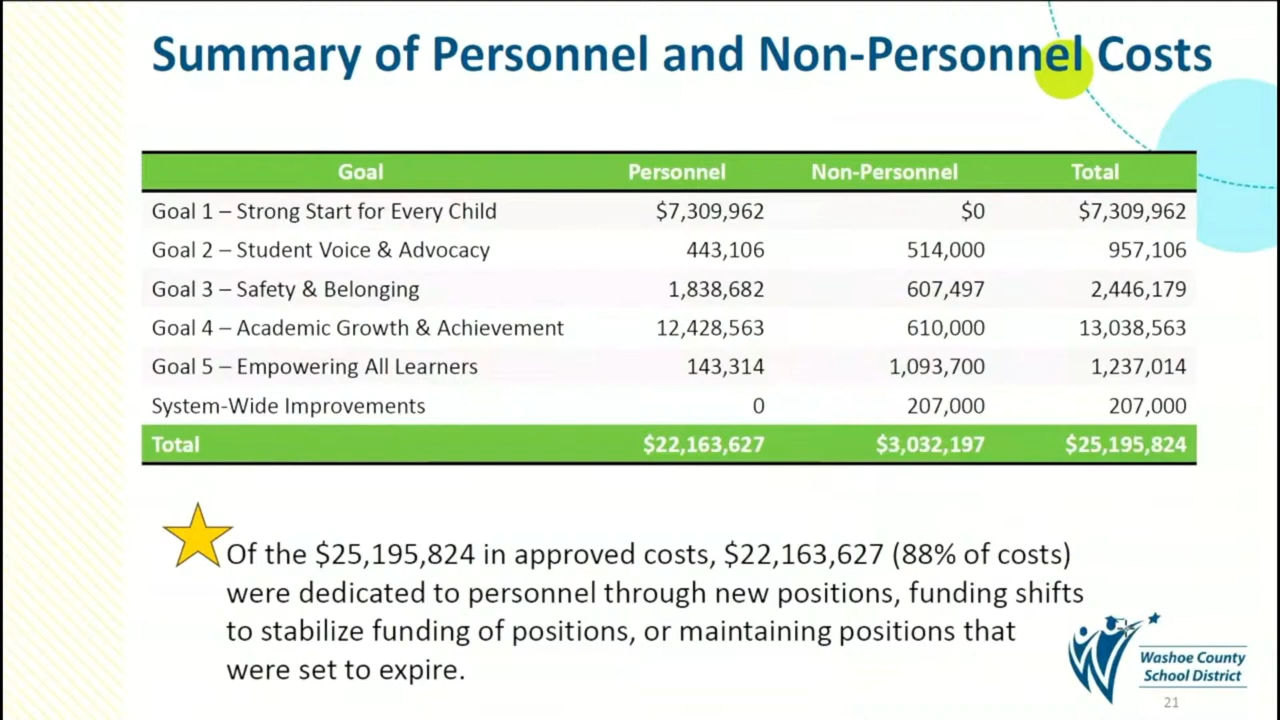 Summary of Personnel and Non-Personnel Costs
Goal Personnel Non-Personnel Total
Goal 1 – Strong Start for Every Child $7,309,962 $0 $7,309,962
Goal 2 – Student Voice & Advocacy 443,106 514,000 957,106
Goal 3 – Safety & Belonging 1,838,682 607,497 2,446,179
Goal 4 – Academic Growth & Achievement 12,428,563 610,000 13,038,563
Goal 5 – Empowering All Learners 143,314 1,093,700 1,237,014
System-Wide Improvements 0 207,000 207,000
Total $22,163,627 $3,032,197 $25,195,824
Of the $25,195,824 in approved costs, $22,163,627 (88% of costs)
were dedicated to personnel through new positions, funding shifts
to stabilize funding of positions, or maintaining positions that
were set to expire.
Washoe County
School District
21